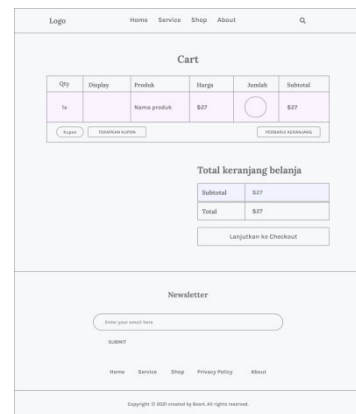 Logo Home Service Shop About
Cart
Qty Display Produk Harga Jumlah Subtotal
1x Nama produk $27 $27
Kupon TERAPKAN KUPON PERBARUI KERANJANG
Total keranjang belanja
Subtotal $27
Total $27
Lanjutkan ke Checkout
Newsletter
Enter your email here
SUBMIT
Home Service Shop Privacy Policy About
Copyright © 2021 created by Beart. All rights reserved.